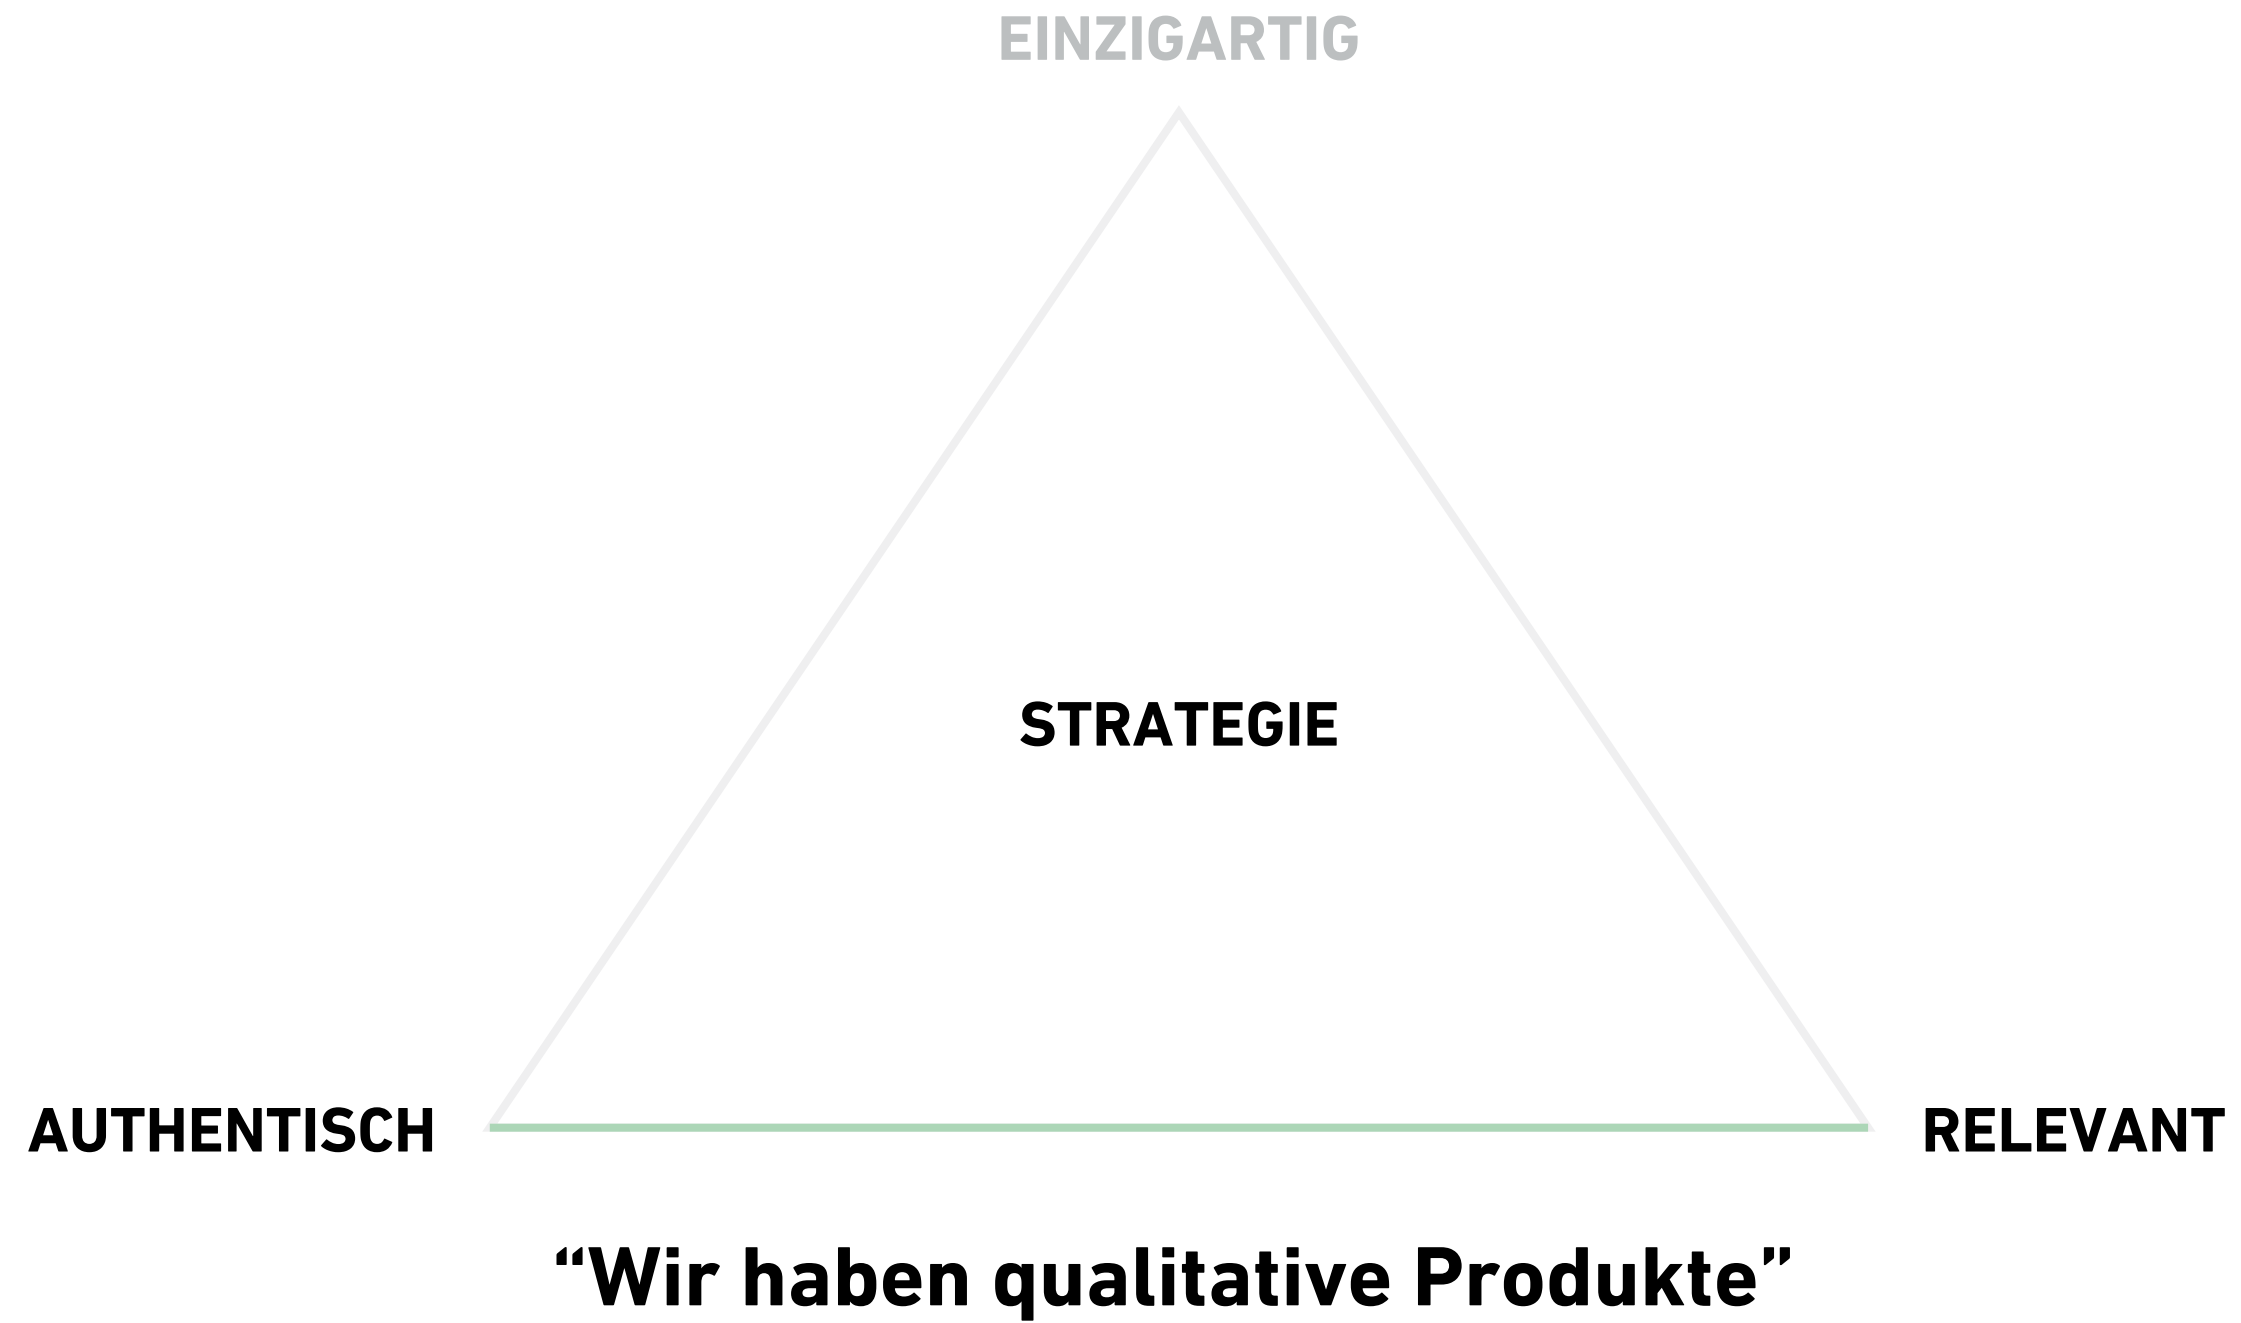 EINZIGARTIG
STRATEGIE
AUTHENTISCH
RELEVANT
“Wir haben qualitative Produkte”